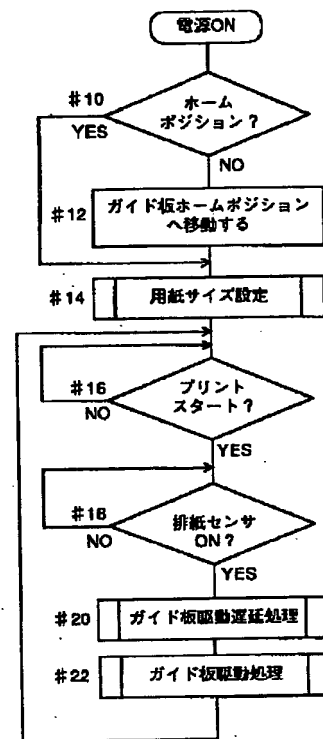 電源ON
#10
ホーム
ポジション?
YES
NO
#12
ガイド板ホームポジション
へ移動する
#14
用紙サイズ設定
#16
プリント
スタート?
NO
YES
#18
排紙センサ
ON?
NO
YES
#20
ガイド板駆動遅延処理
#22
ガイド板駆動処理